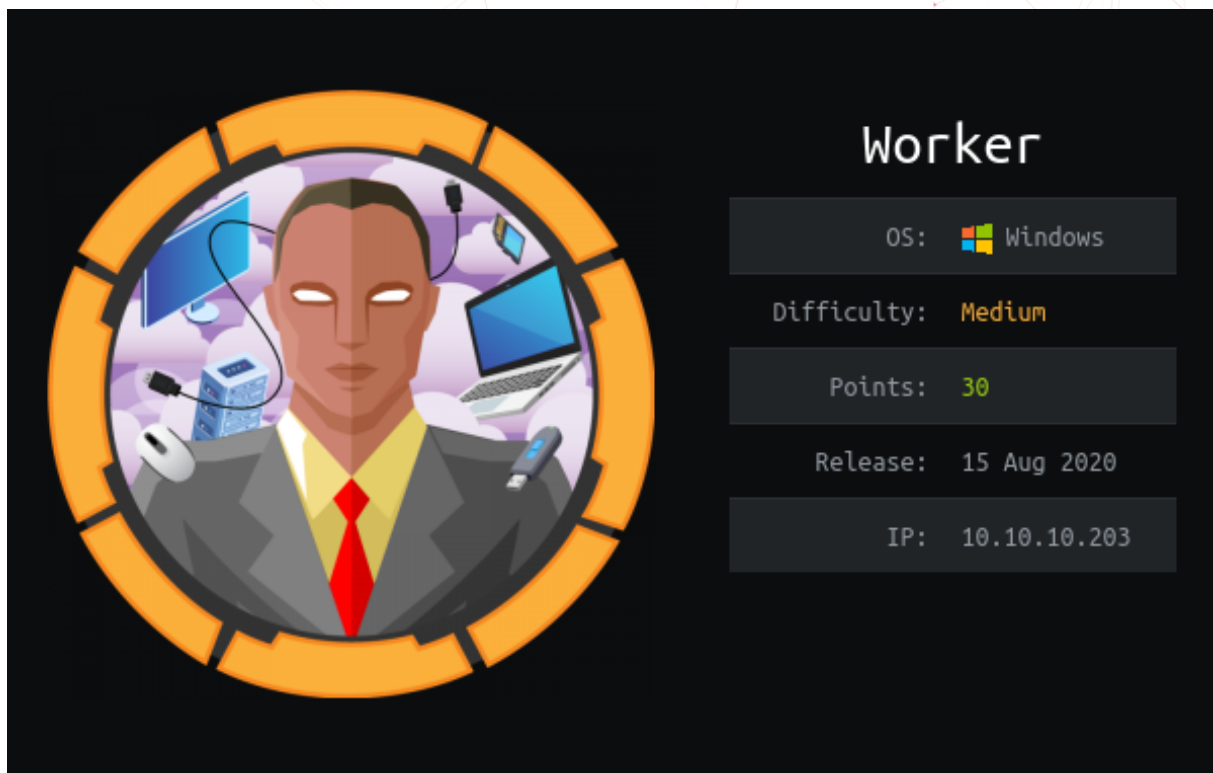 Worker
OS: Windows
Difficulty: Medium
Points: 30
Release: 15 Aug 2020
IP: 10.10.10.203